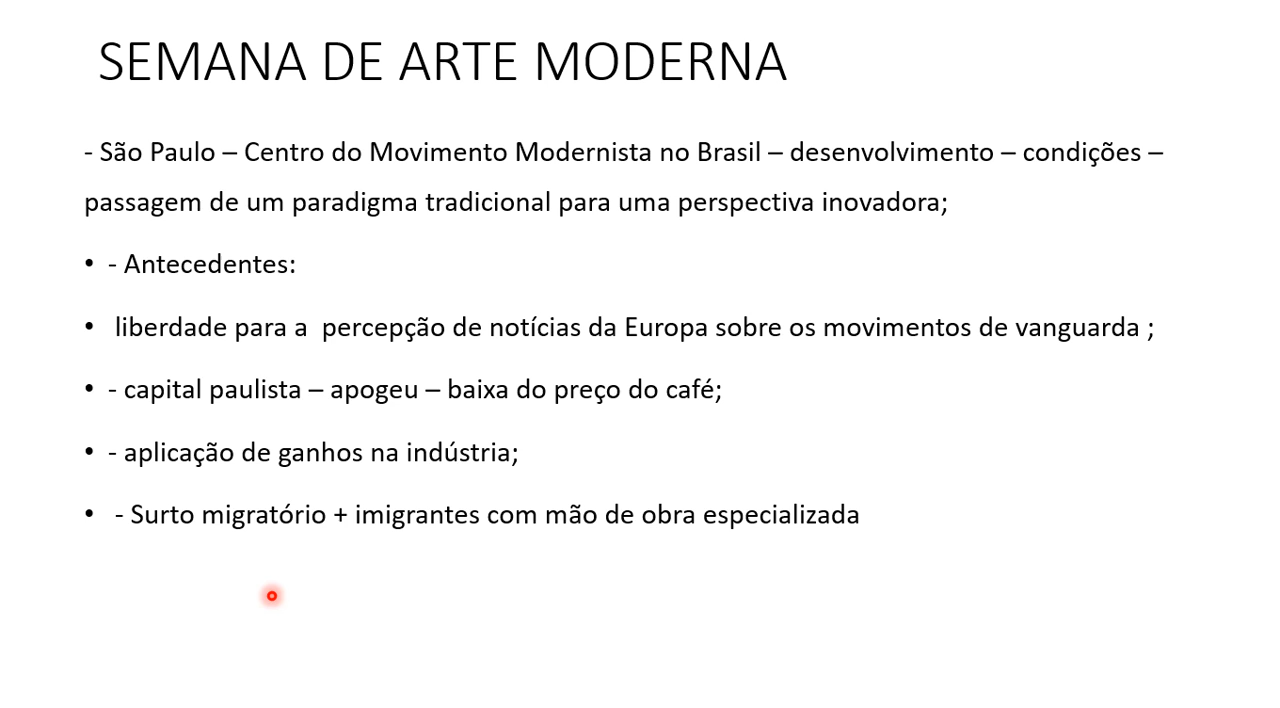 SEMANA DE ARTE MODERNA
- São Paulo – Centro do Movimento Modernista no Brasil – desenvolvimento – condições –
passagem de um paradigma tradicional para uma perspectiva inovadora;
• - Antecedentes:
• liberdade para a  percepção de notícias da Europa sobre os movimentos de vanguarda ;
• - capital paulista – apogeu – baixa do preço do café;
• - aplicação de ganhos na indústria;
• - Surto migratório + imigrantes com mão de obra especializada